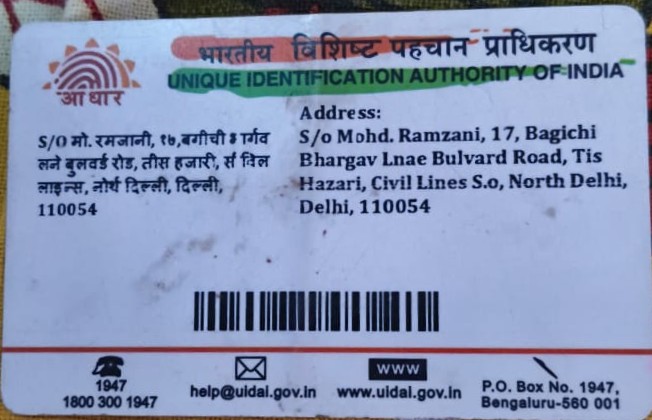 भारतीय विशिष्ट पहचान प्राधिकरण
UNIQUE IDENTIFICATION AUTHORITY OF INDIA
आधार
S/O मो. रमजानी, १७,बगीची
लने बुलवर्ड रोड, तीस हजारी,
लाइन्स, नोर्थ दिल्ली, दिल्ली,
110054
Address:
S/o Mohd. Ramzani, 17, Bagichi
Bhargav Lnae Bulvard Road, Tis
Hazari, Civil Lines S.o, North Delhi,
Delhi, 110054
1947
1800 300 1947
help@uidai.gov.in
www
www.uidai.gov.in
P.O. Box No. 1947,
Bengaluru-560 001